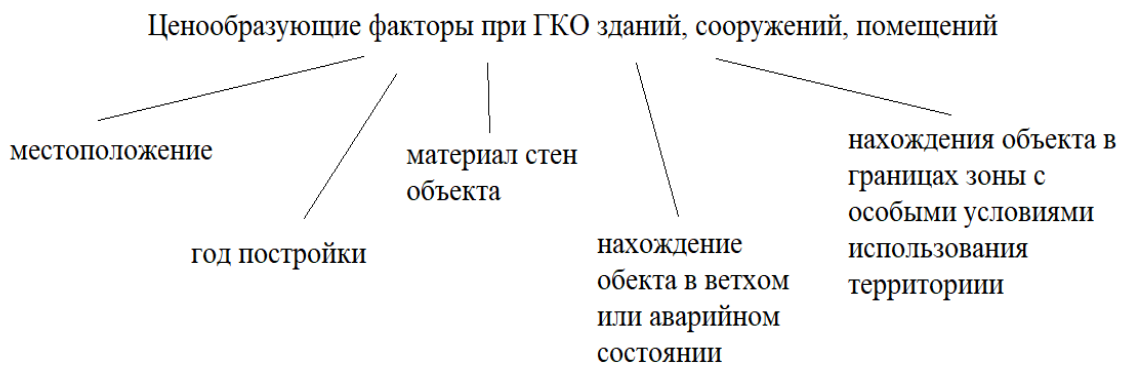 Ценообразующие факторы при ГКО зданий, сооружений, помещений
местоположение
год постройки
материал стен
объекта
нахождение
обекта в ветхом
или аварийном
состоянии
нахождения объекта в
границах зоны с
особыми условиями
использования
территориии